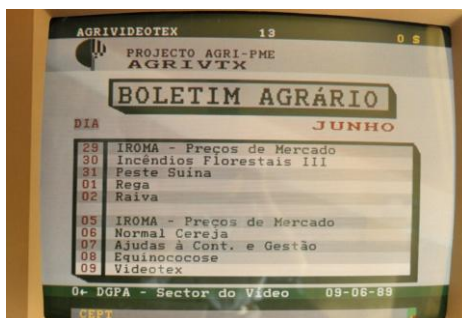 AGRIVIDEOTEX 13 0 S
PROJECTO AGRI-PME
AGRIVTX
BOLETIM AGRÁRIO
DIA JUNHO
29 IROMA - Preços de Mercado
30 Incêndios Florestais III
31 Peste Suína
01 Rega
02 Raiva
05 IROMA - Preços de Mercado
06 Normal Cereja
07 Ajudas à Cont. e Gestão
08 Equinococose
09 Videotex
0← DGPA - Sector do Vídeo 09-06-89
CEPT